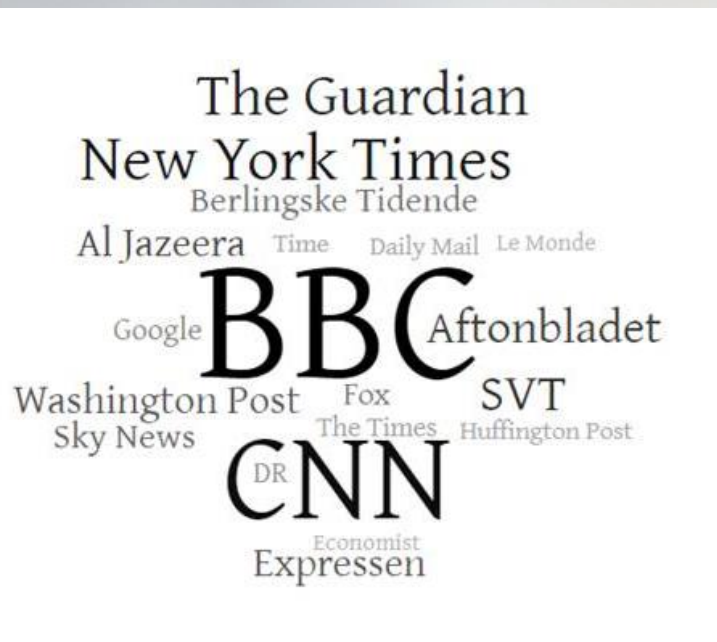 The Guardian
New York Times
Berlingske Tidende
Al Jazeera Time Daily Mail Le Monde
BBC
Google Aftonbladet
Washington Post Fox SVT
Sky News The Times Huffington Post
CNN
DR
Economist
Expressen